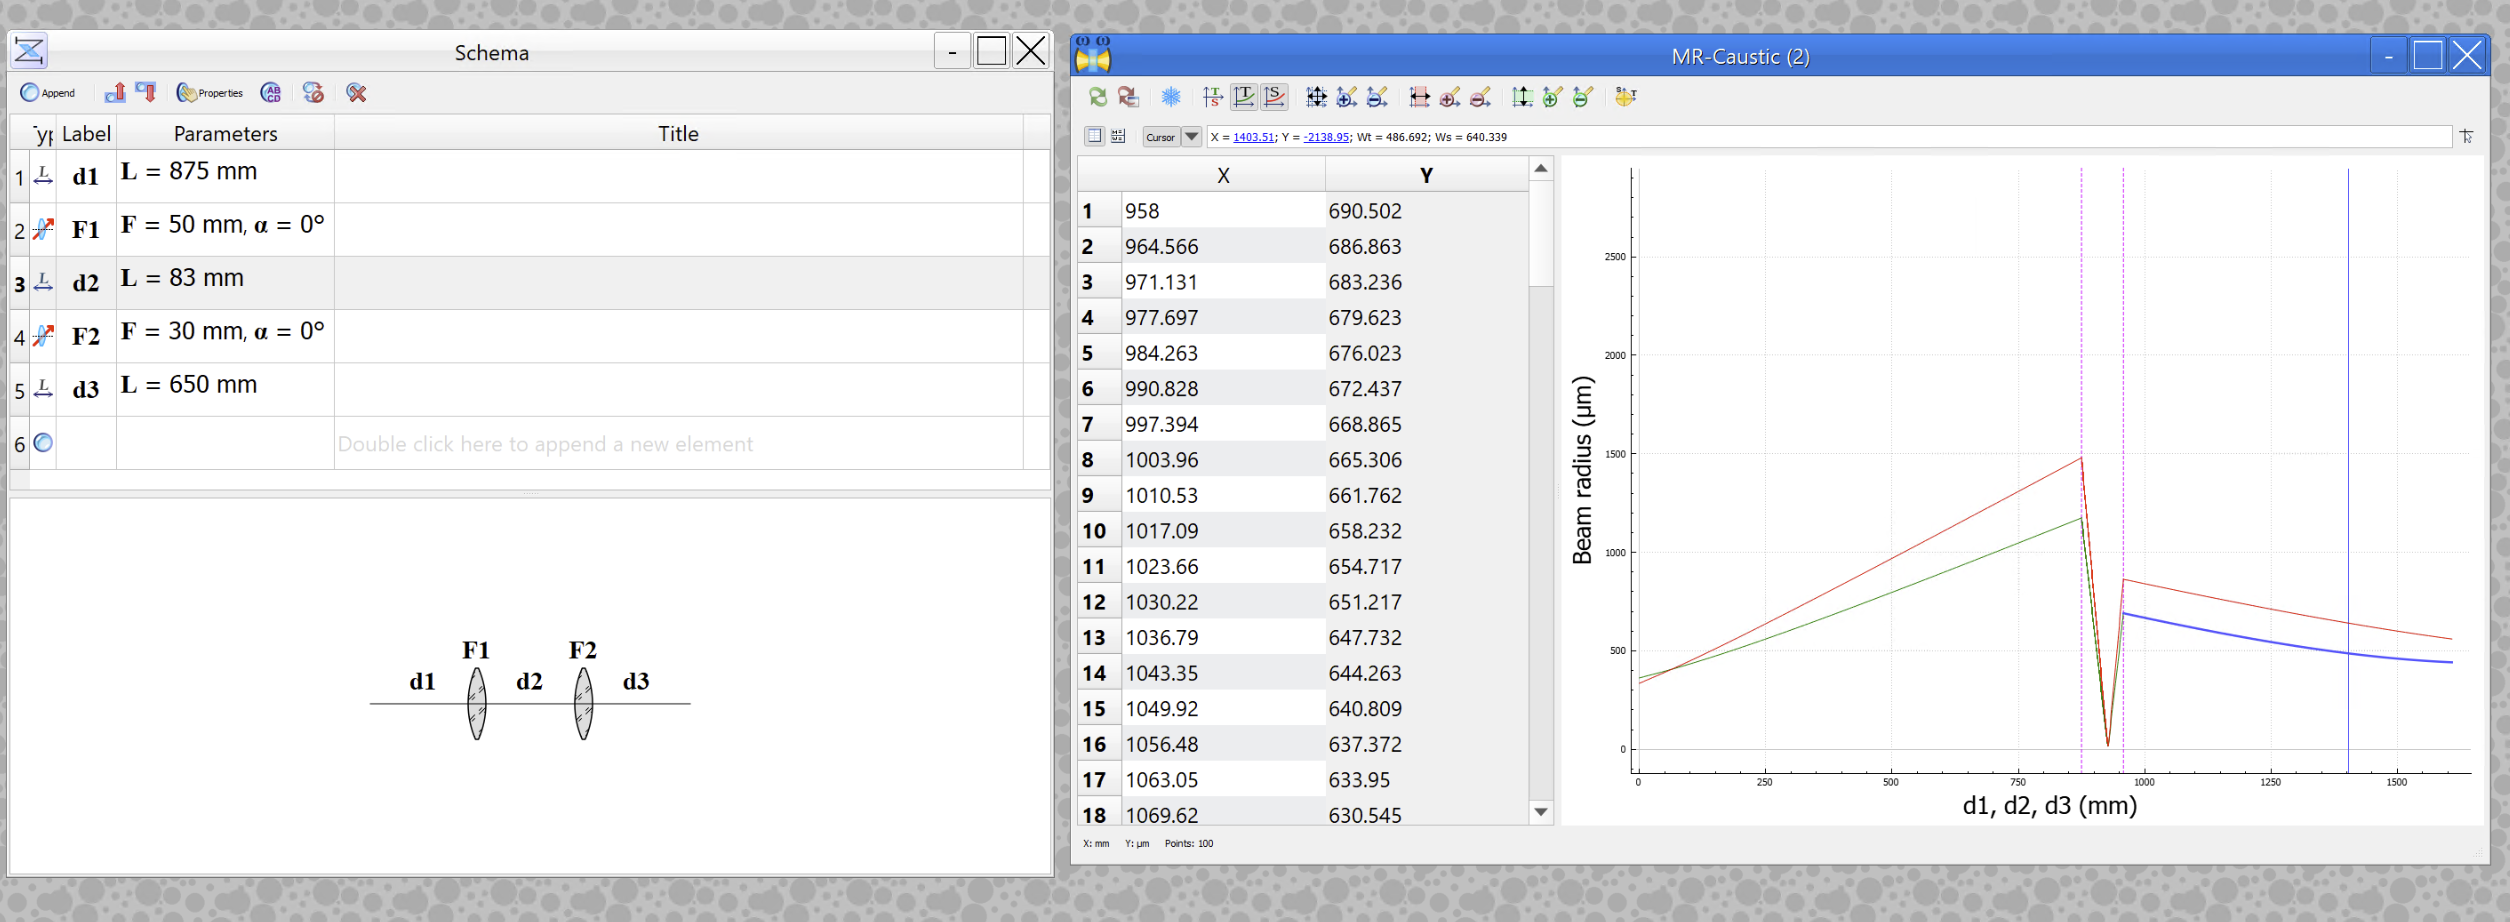 Schema
Append
Properties
AB
CD
Typ Label Parameters Title
1 L d1 L = 875 mm
2 F1 F = 50 mm, α = 0°
3 L d2 L = 83 mm
4 F2 F = 30 mm, α = 0°
5 L d3 L = 650 mm
6 Double click here to append a new element
F1 F2
d1 d2 d3
MR-Caustic (2)
Cursor X = 1403.51; Y = -2138.95; Wt = 486.692; Ws = 640.339
X Y
1 958 690.502
2 964.566 686.863
3 971.131 683.236
4 977.697 679.623
5 984.263 676.023
6 990.828 672.437
7 997.394 668.865
8 1003.96 665.306
9 1010.53 661.762
10 1017.09 658.232
11 1023.66 654.717
12 1030.22 651.217
13 1036.79 647.732
14 1043.35 644.263
15 1049.92 640.809
16 1056.48 637.372
17 1063.05 633.95
18 1069.62 630.545
X: mm Y: µm Points: 100
Beam radius (µm)
2500
2000
1500
1000
500
0
0 250 500 750 1000 1250 1500
d1, d2, d3 (mm)